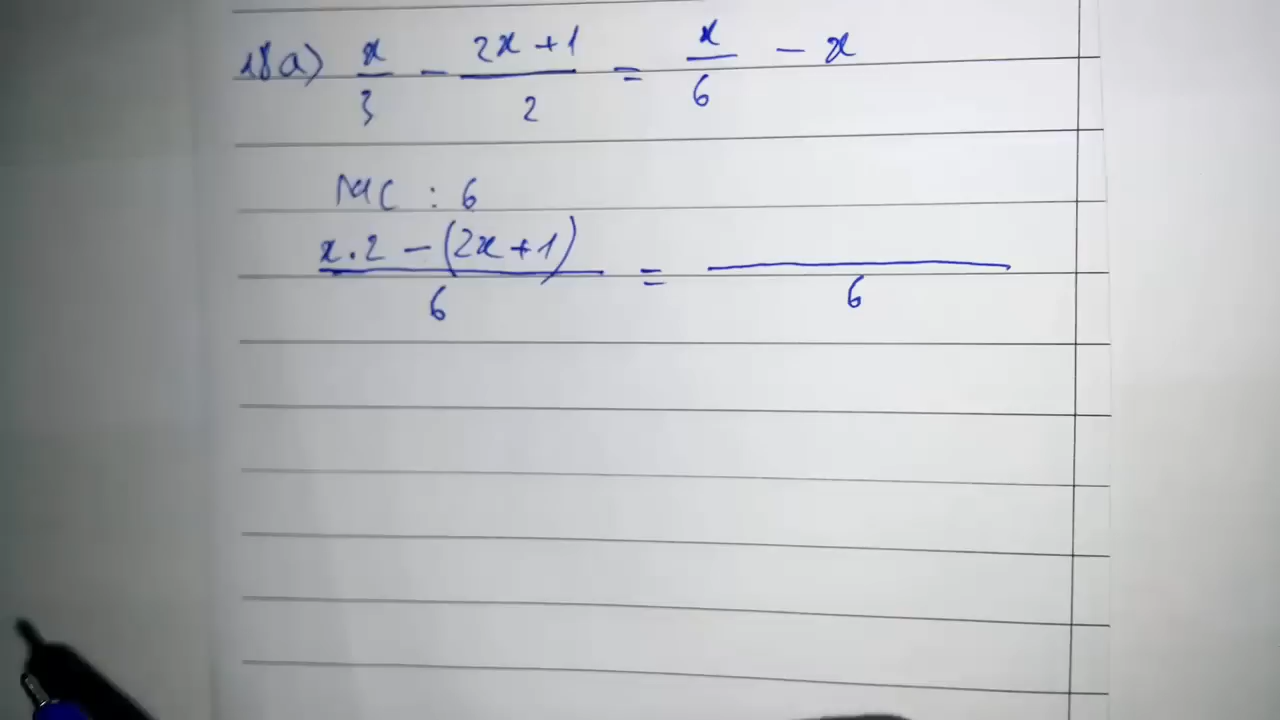 18a) x/3 - (2x+1)/2 = x/6 - x
MC : 6
(x.2 - (2x+1))/6 = /6